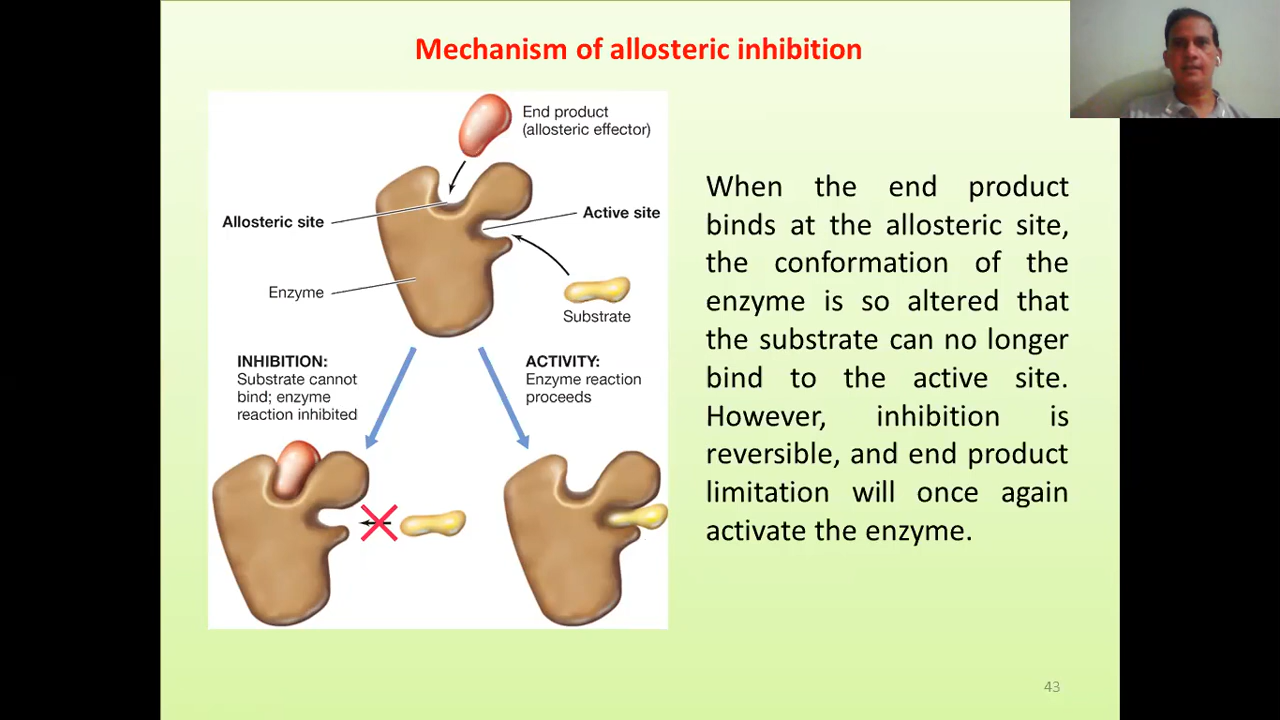 Mechanism of allosteric inhibition
End product
(allosteric effector)
Allosteric site
Active site
Enzyme
Substrate
INHIBITION:
Substrate cannot
bind; enzyme
reaction inhibited
ACTIVITY:
Enzyme reaction
proceeds
When the end product
binds at the allosteric site,
the conformation of the
enzyme is so altered that
the substrate can no longer
bind to the active site.
However, inhibition is
reversible, and end product
limitation will once again
activate the enzyme.
43